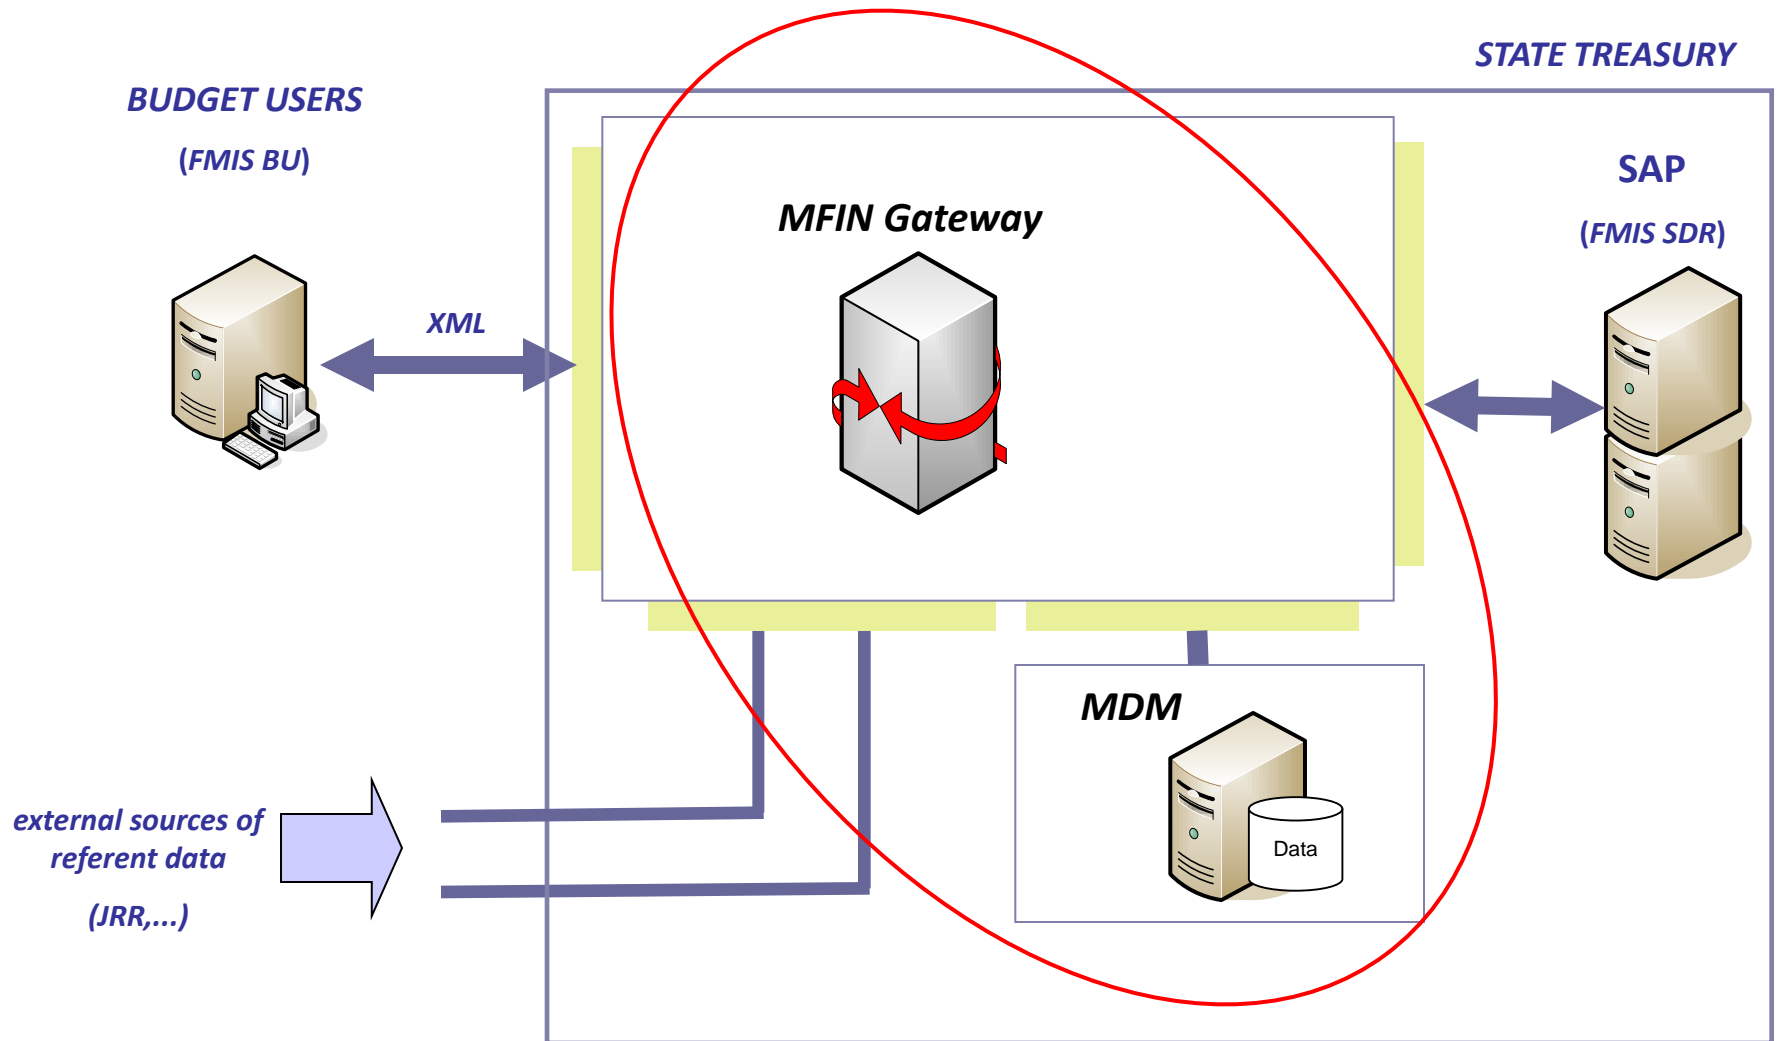 STATE TREASURY
BUDGET USERS
(FMIS BU)
SAP
(FMIS SDR)
MFIN Gateway
XML
MDM
Data
external sources of
referent data
(JRR,...)